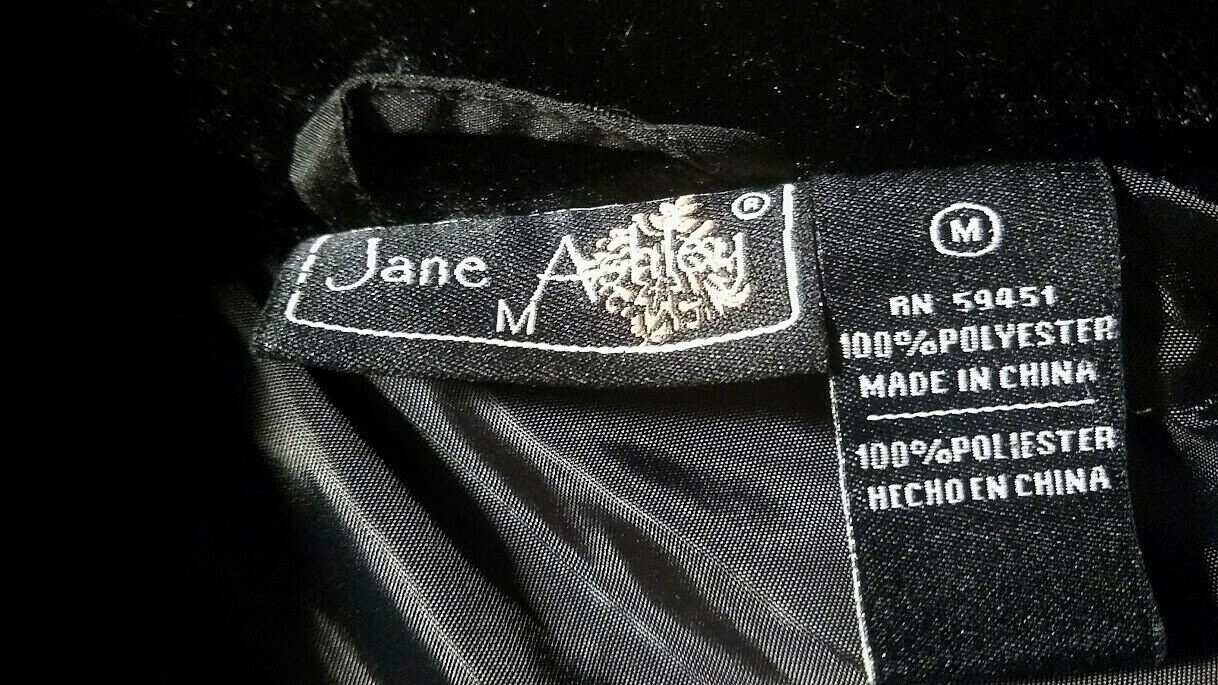 Jane Ashley ®
M
M
RN 59451
100%POLYESTER
MADE IN CHINA
100%POLIESTER
HECHO EN CHINA